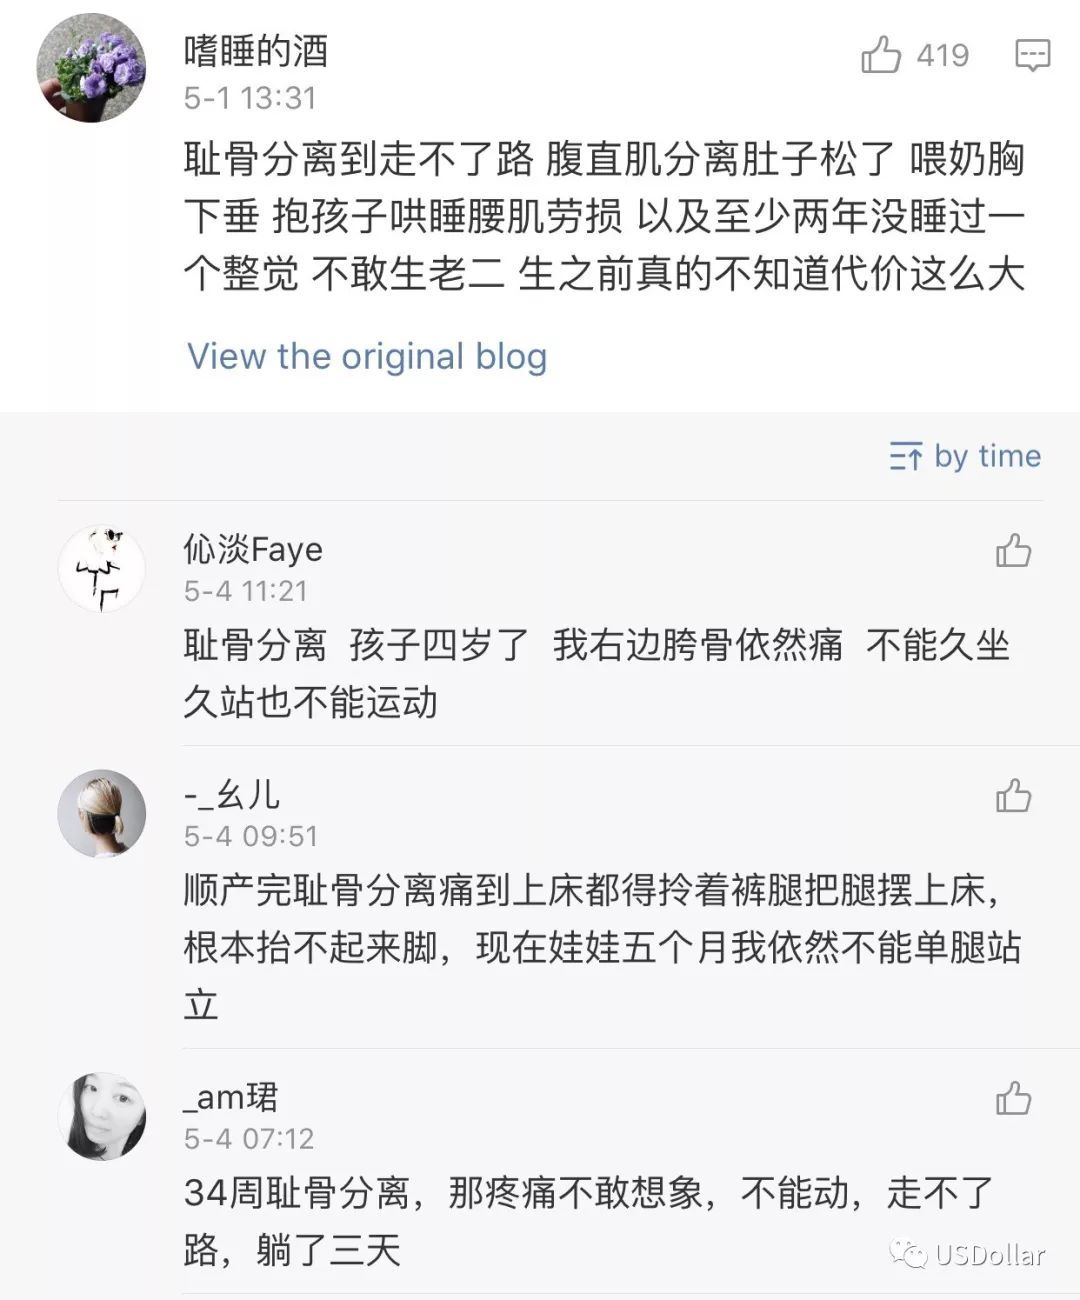 嗜睡的酒
419
5-1 13:31
耻骨分离到走不了路 腹直肌分离肚子松了 喂奶胸
下垂 抱孩子哄睡腰肌劳损 以及至少两年没睡过一
个整觉 不敢生老二 生之前真的不知道代价这么大
View the original blog
by time
伈淡Faye
5-4 11:21
耻骨分离 孩子四岁了 我右边胯骨依然痛 不能久坐
久站也不能运动
-_幺儿
5-4 09:51
顺产完耻骨分离痛到上床都得拎着裤腿把腿摆上床，
根本抬不起来脚，现在娃娃五个月我依然不能单腿站
立
_am珺
5-4 07:12
34周耻骨分离，那疼痛不敢想象，不能动，走不了
路，躺了三天
USDollar